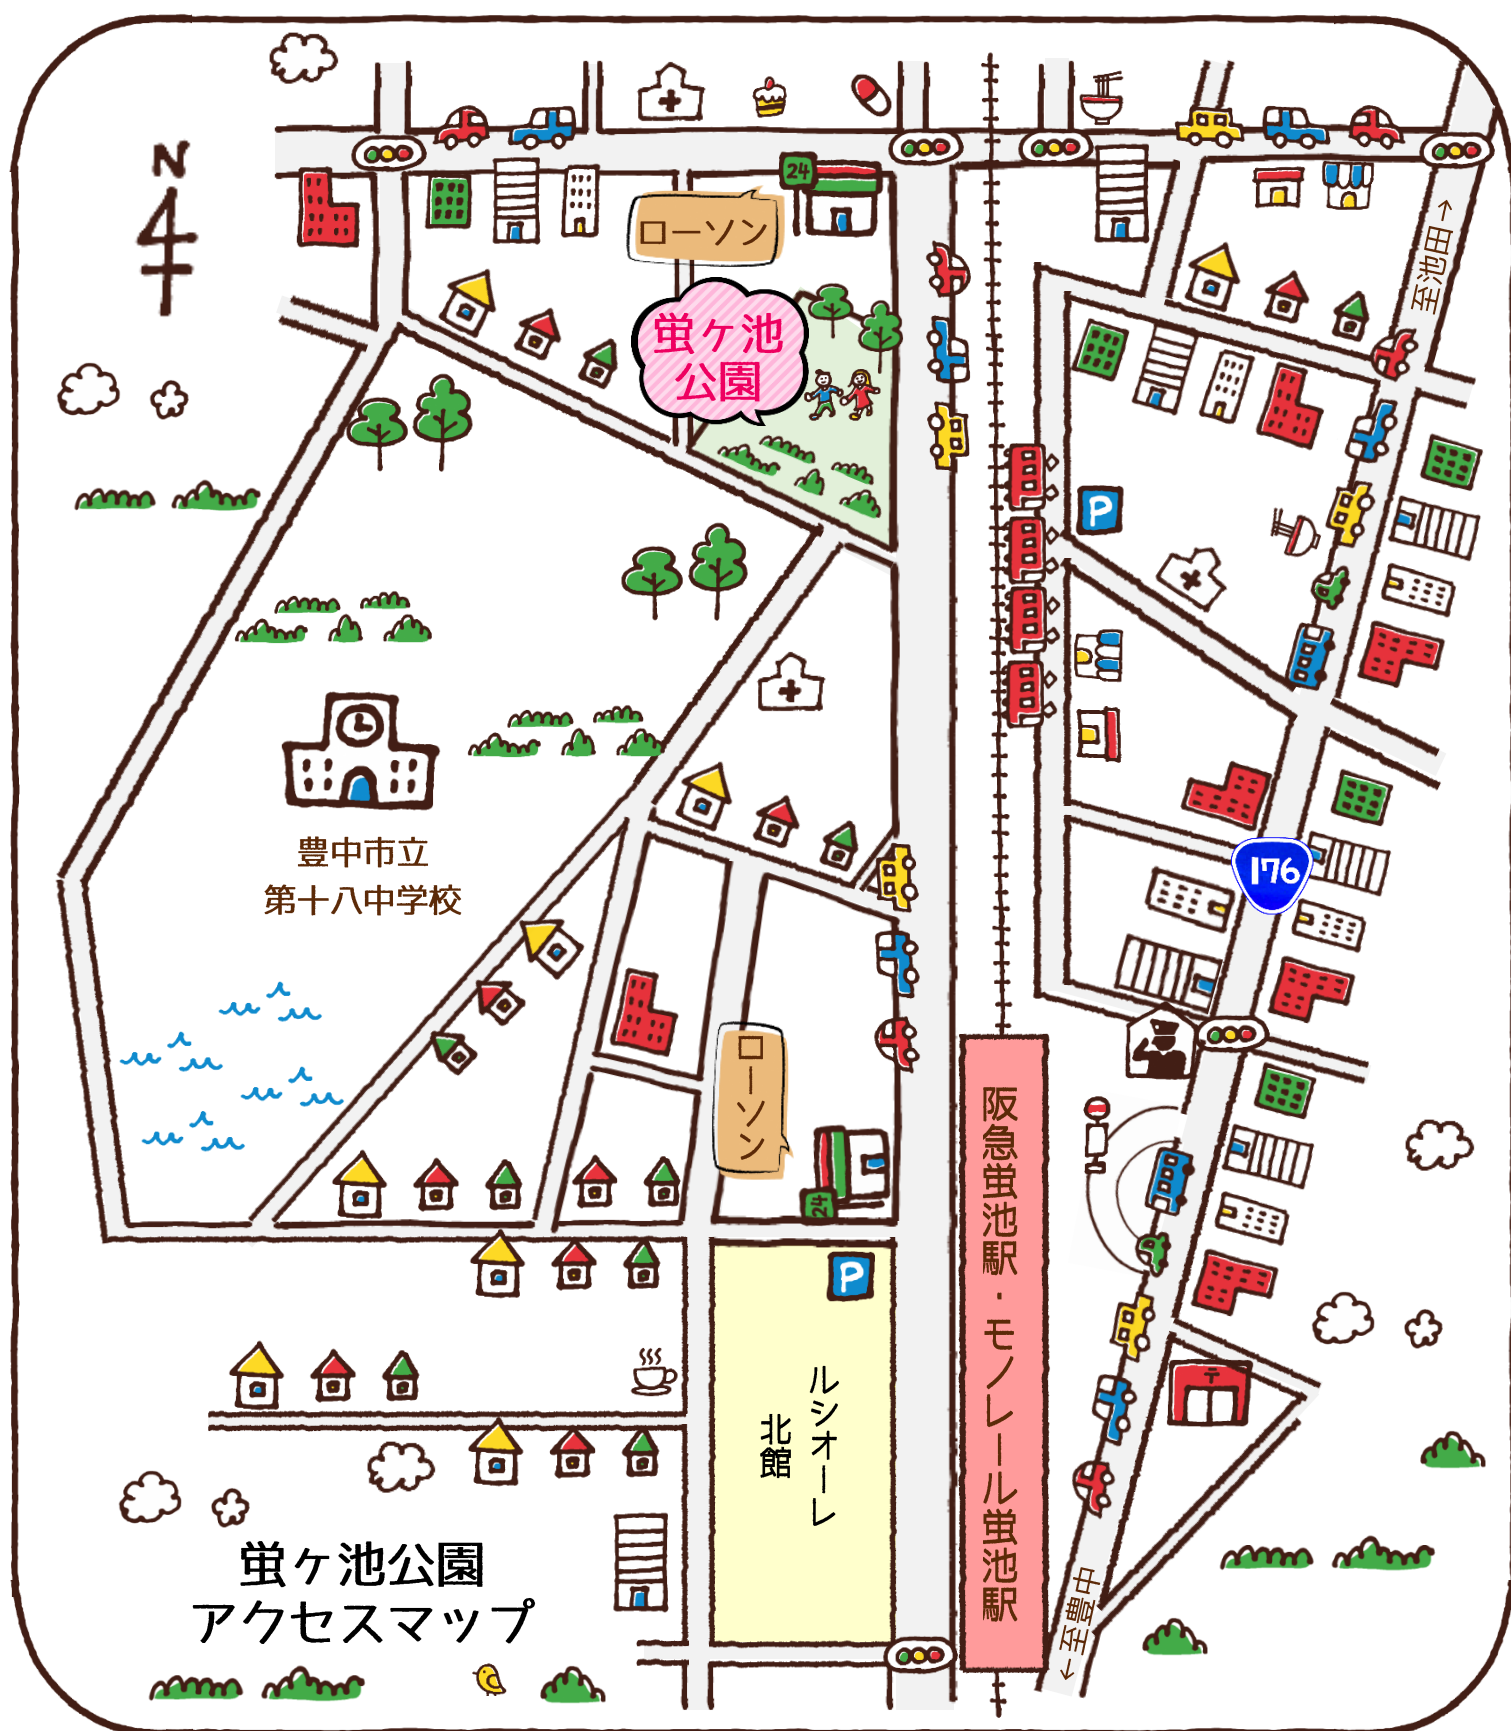 N
24
ローソン
蛍ヶ池
公園
至池田→
P
豊中市立
第十八中学校
176
ローソン
24
阪急蛍池駅・モノレール蛍池駅
P
ルシオーレ
北館
〒
蛍ヶ池公園
アクセスマップ
←至豊中